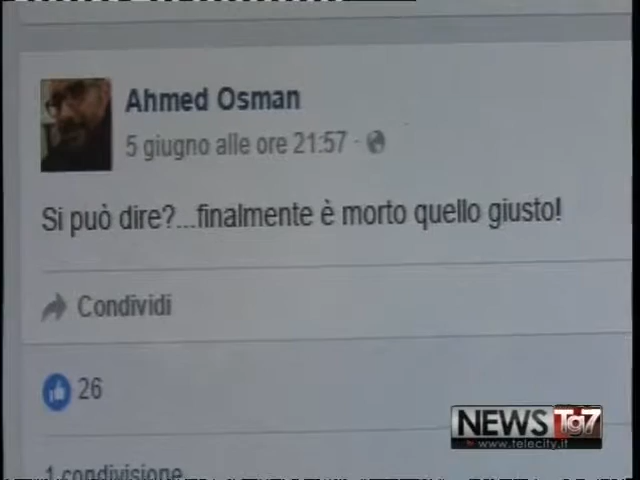 Ahmed Osman
5 giugno alle ore 21:57 ·
Si può dire?...finalmente è morto quello giusto!
Condividi
26
1 condivisione
NEWS Tg7
www.telecity.it